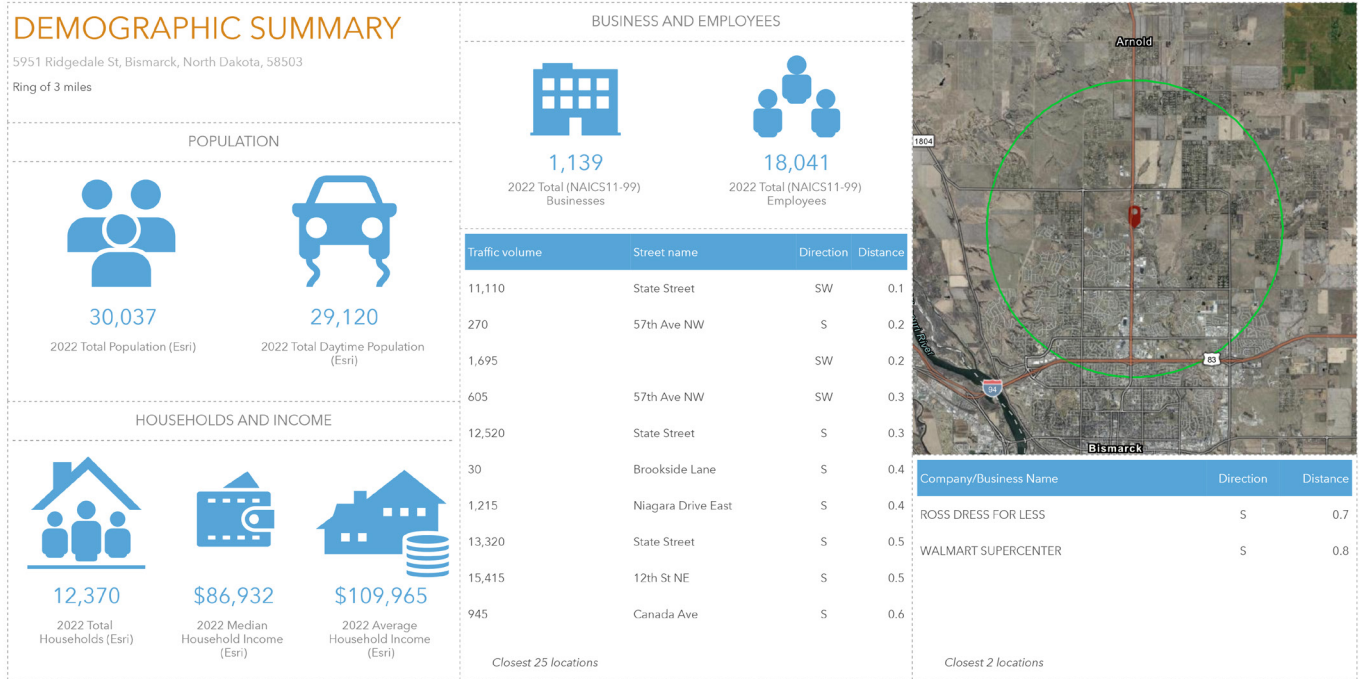 DEMOGRAPHIC SUMMARY
5951 Ridgedale St, Bismarck, North Dakota, 58503
Ring of 3 miles
POPULATION
30,037
2022 Total Population (Esri)
29,120
2022 Total Daytime Population
(Esri)
HOUSEHOLDS AND INCOME
12,370
2022 Total
Households (Esri)
$86,932
2022 Median
Household Income
(Esri)
$109,965
2022 Average
Household Income
(Esri)
BUSINESS AND EMPLOYEES
1,139
2022 Total (NAICS11-99)
Businesses
18,041
2022 Total (NAICS11-99)
Employees
Traffic volume Street name Direction Distance
11,110 State Street SW 0.1
270 57th Ave NW S 0.2
1,695 SW 0.2
605 57th Ave NW SW 0.3
12,520 State Street S 0.3
30 Brookside Lane S 0.4
1,215 Niagara Drive East S 0.4
13,320 State Street S 0.5
15,415 12th St NE S 0.5
945 Canada Ave S 0.6
Closest 25 locations
Arnold
1804
River
83
94
Bismarck
Company/Business Name Direction Distance
ROSS DRESS FOR LESS S 0.7
WALMART SUPERCENTER S 0.8
Closest 2 locations